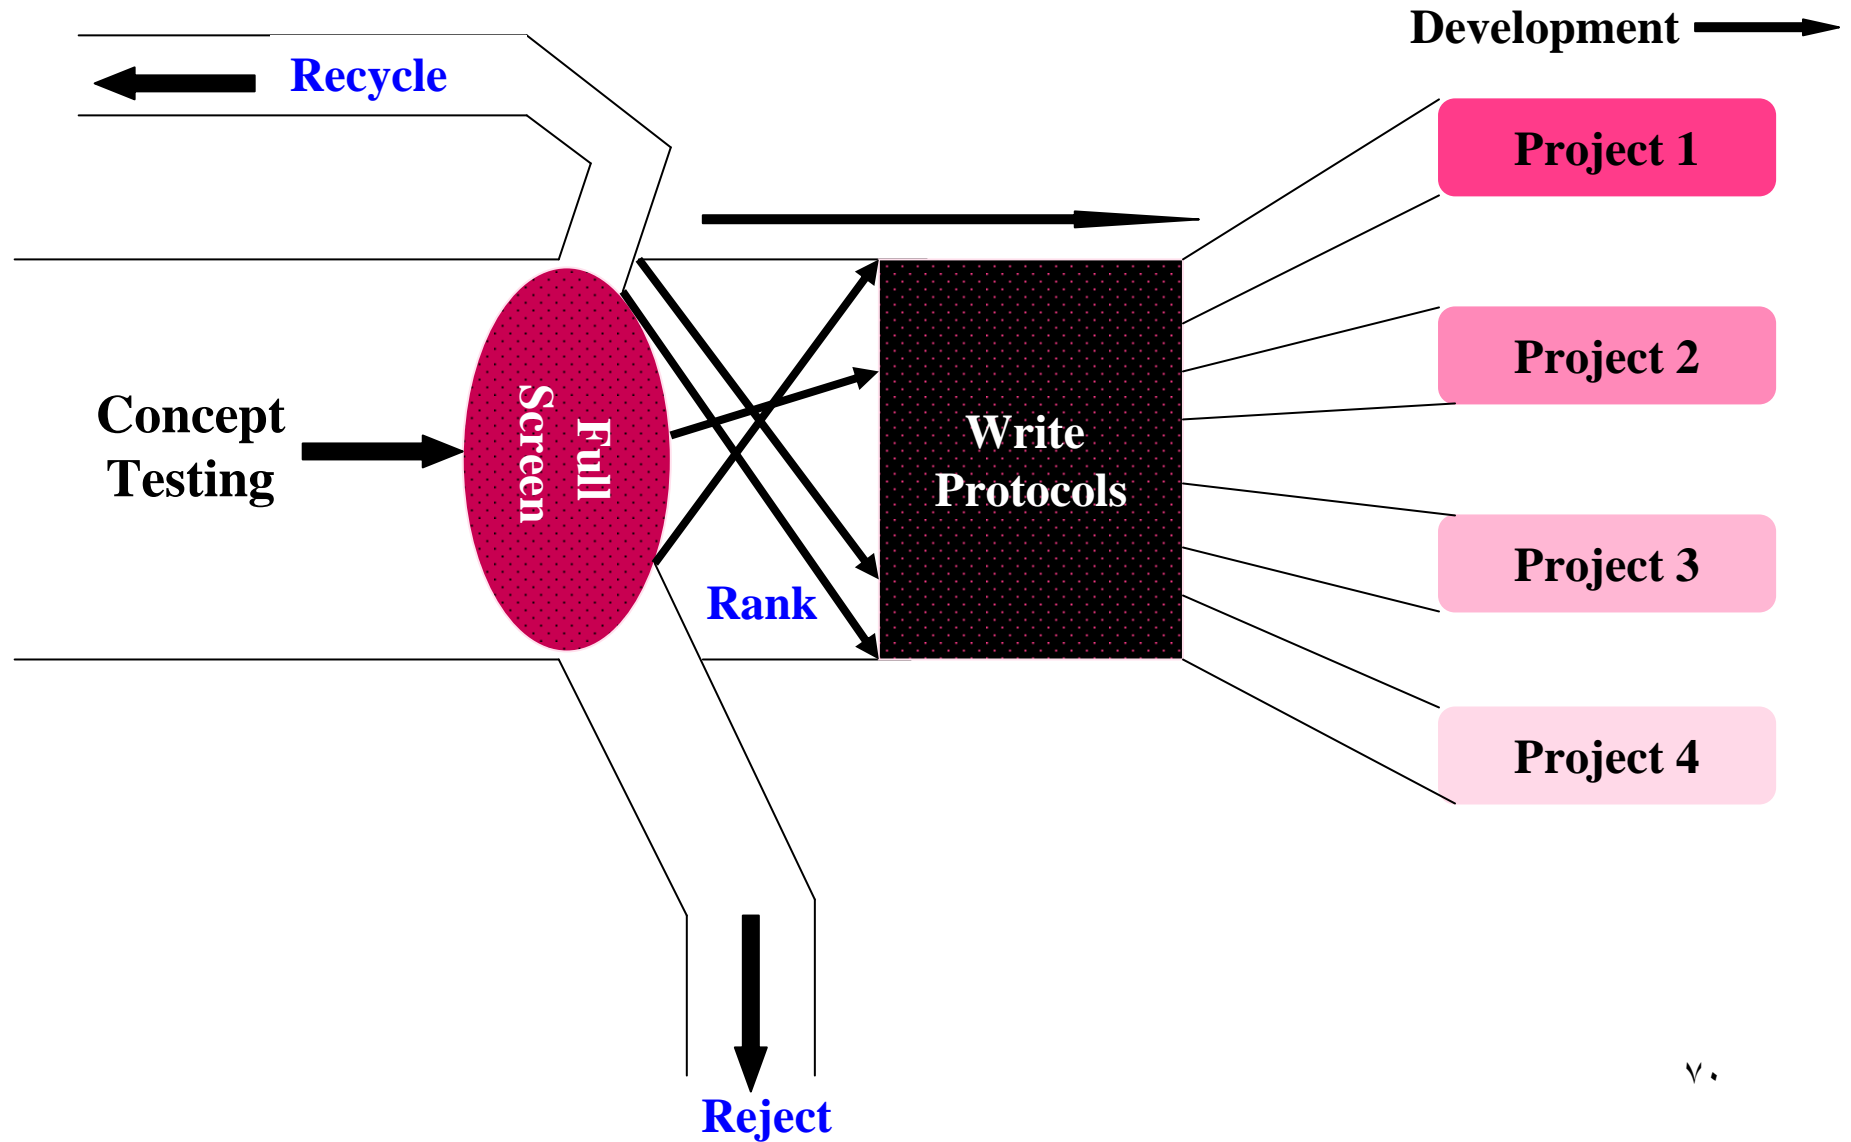 Development
Recycle
Project 1
Project 2
Concept
Testing
Full
Screen
Write
Protocols
Project 3
Rank
Project 4
Reject
٧٠